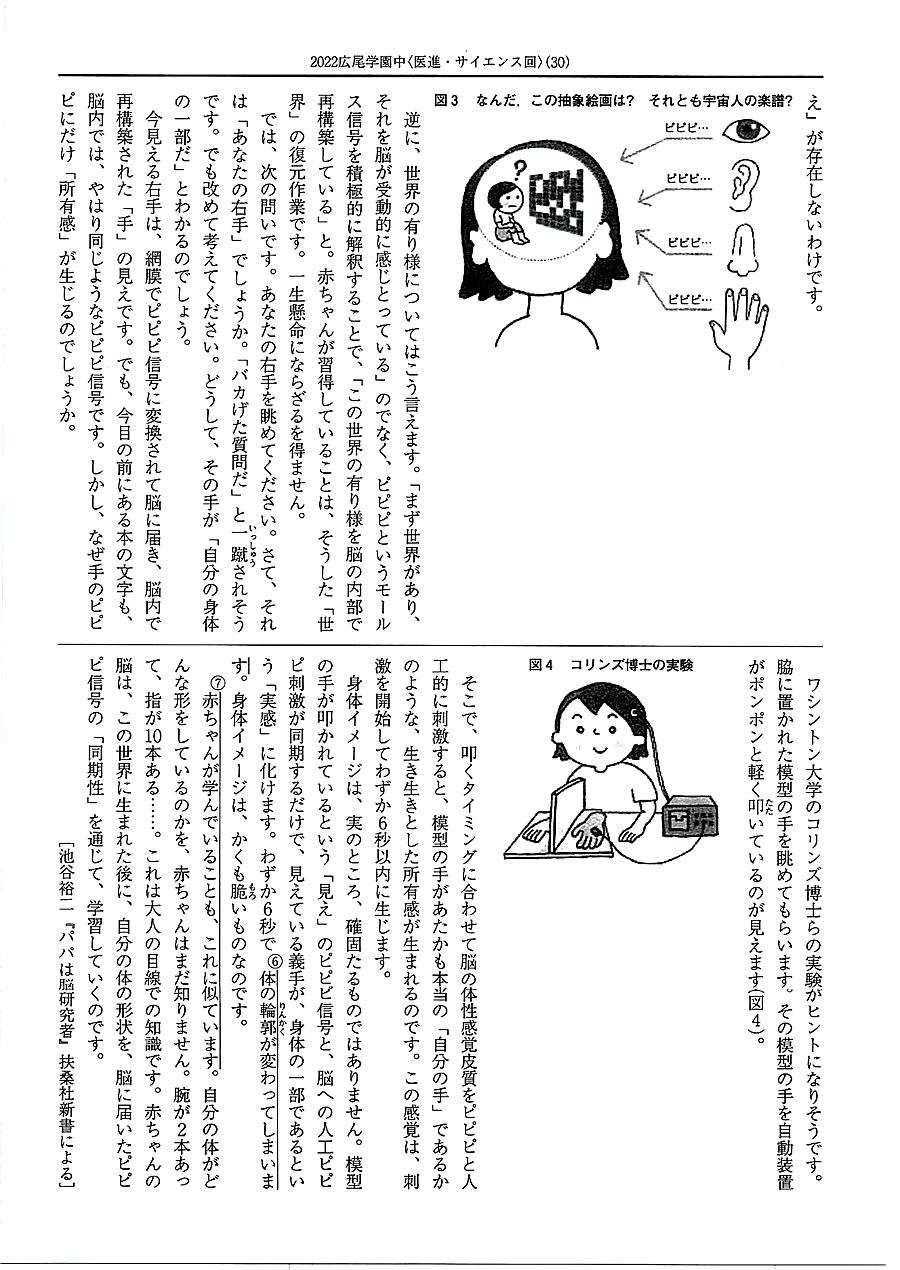 2022広尾学園中〈医進・サイエンス回〉(30)
え」が存在しないわけです。
図3 なんだ，この抽象絵画は？ それとも宇宙人の楽譜？
ピピピ…
ピピピ…
ピピピ…
ピピピ…
?
逆に、世界の有り様についてはこう言えます。「まず世界があり、
それを脳が受動的に感じとっている」のでなく、ピピピというモール
ス信号を積極的に解釈することで、「この世界の有り様を脳の内部で
再構築している」と。赤ちゃんが習得していることは、そうした「世
界」の復元作業です。一生懸命にならざるを得ません。
では、次の問いです。あなたの右手を眺めてください。さて、それ
は「あなたの右手」でしょうか。「バカげた質問だ」と一蹴されそう
いっしゅう
です。でも改めて考えてください。どうして、その手が「自分の身体
の一部だ」とわかるのでしょう。
今見える右手は、網膜でピピピ信号に変換されて脳に届き、脳内で
再構築された「手」の見えです。でも、今目の前にある本の文字も、
脳内では、やはり同じようなピピピ信号です。しかし、なぜ手のピピ
ピにだけ「所有感」が生じるのでしょうか。
ワシントン大学のコリンズ博士らの実験がヒントになりそうです。
脇に置かれた模型の手を眺めてもらいます。その模型の手を自動装置
がポンポンと軽く叩いているのが見えます(図4)。
たた
図4 コリンズ博士の実験
そこで、叩くタイミングに合わせて脳の体性感覚皮質をピピピと人
工的に刺激すると、模型の手があたかも本当の「自分の手」であるか
のような、生き生きとした所有感が生まれるのです。この感覚は、刺
激を開始してわずか6秒以内に生じます。
身体イメージは、実のところ、確固たるものではありません。模型
の手が叩かれているという「見え」のピピピ信号と、脳への人工ピピ
ピ刺激が同期するだけで、見えている義手が、身体の一部であるとい
う「実感」に化けます。わずか6秒で⑥体の輪郭が変わってしまいま
りんかく
す。身体イメージは、かくも脆いものなのです。
もろ
⑦赤ちゃんが学んでいることも、これに似ています。自分の体がど
んな形をしているのかを、赤ちゃんはまだ知りません。腕が2本あっ
て、指が10本ある……。これは大人の目線での知識です。赤ちゃんの
脳は、この世界に生まれた後に、自分の体の形状を、脳に届いたピピ
ピ信号の「同期性」を通じて、学習していくのです。
［池谷裕二『パパは脳研究者』扶桑社新書による］